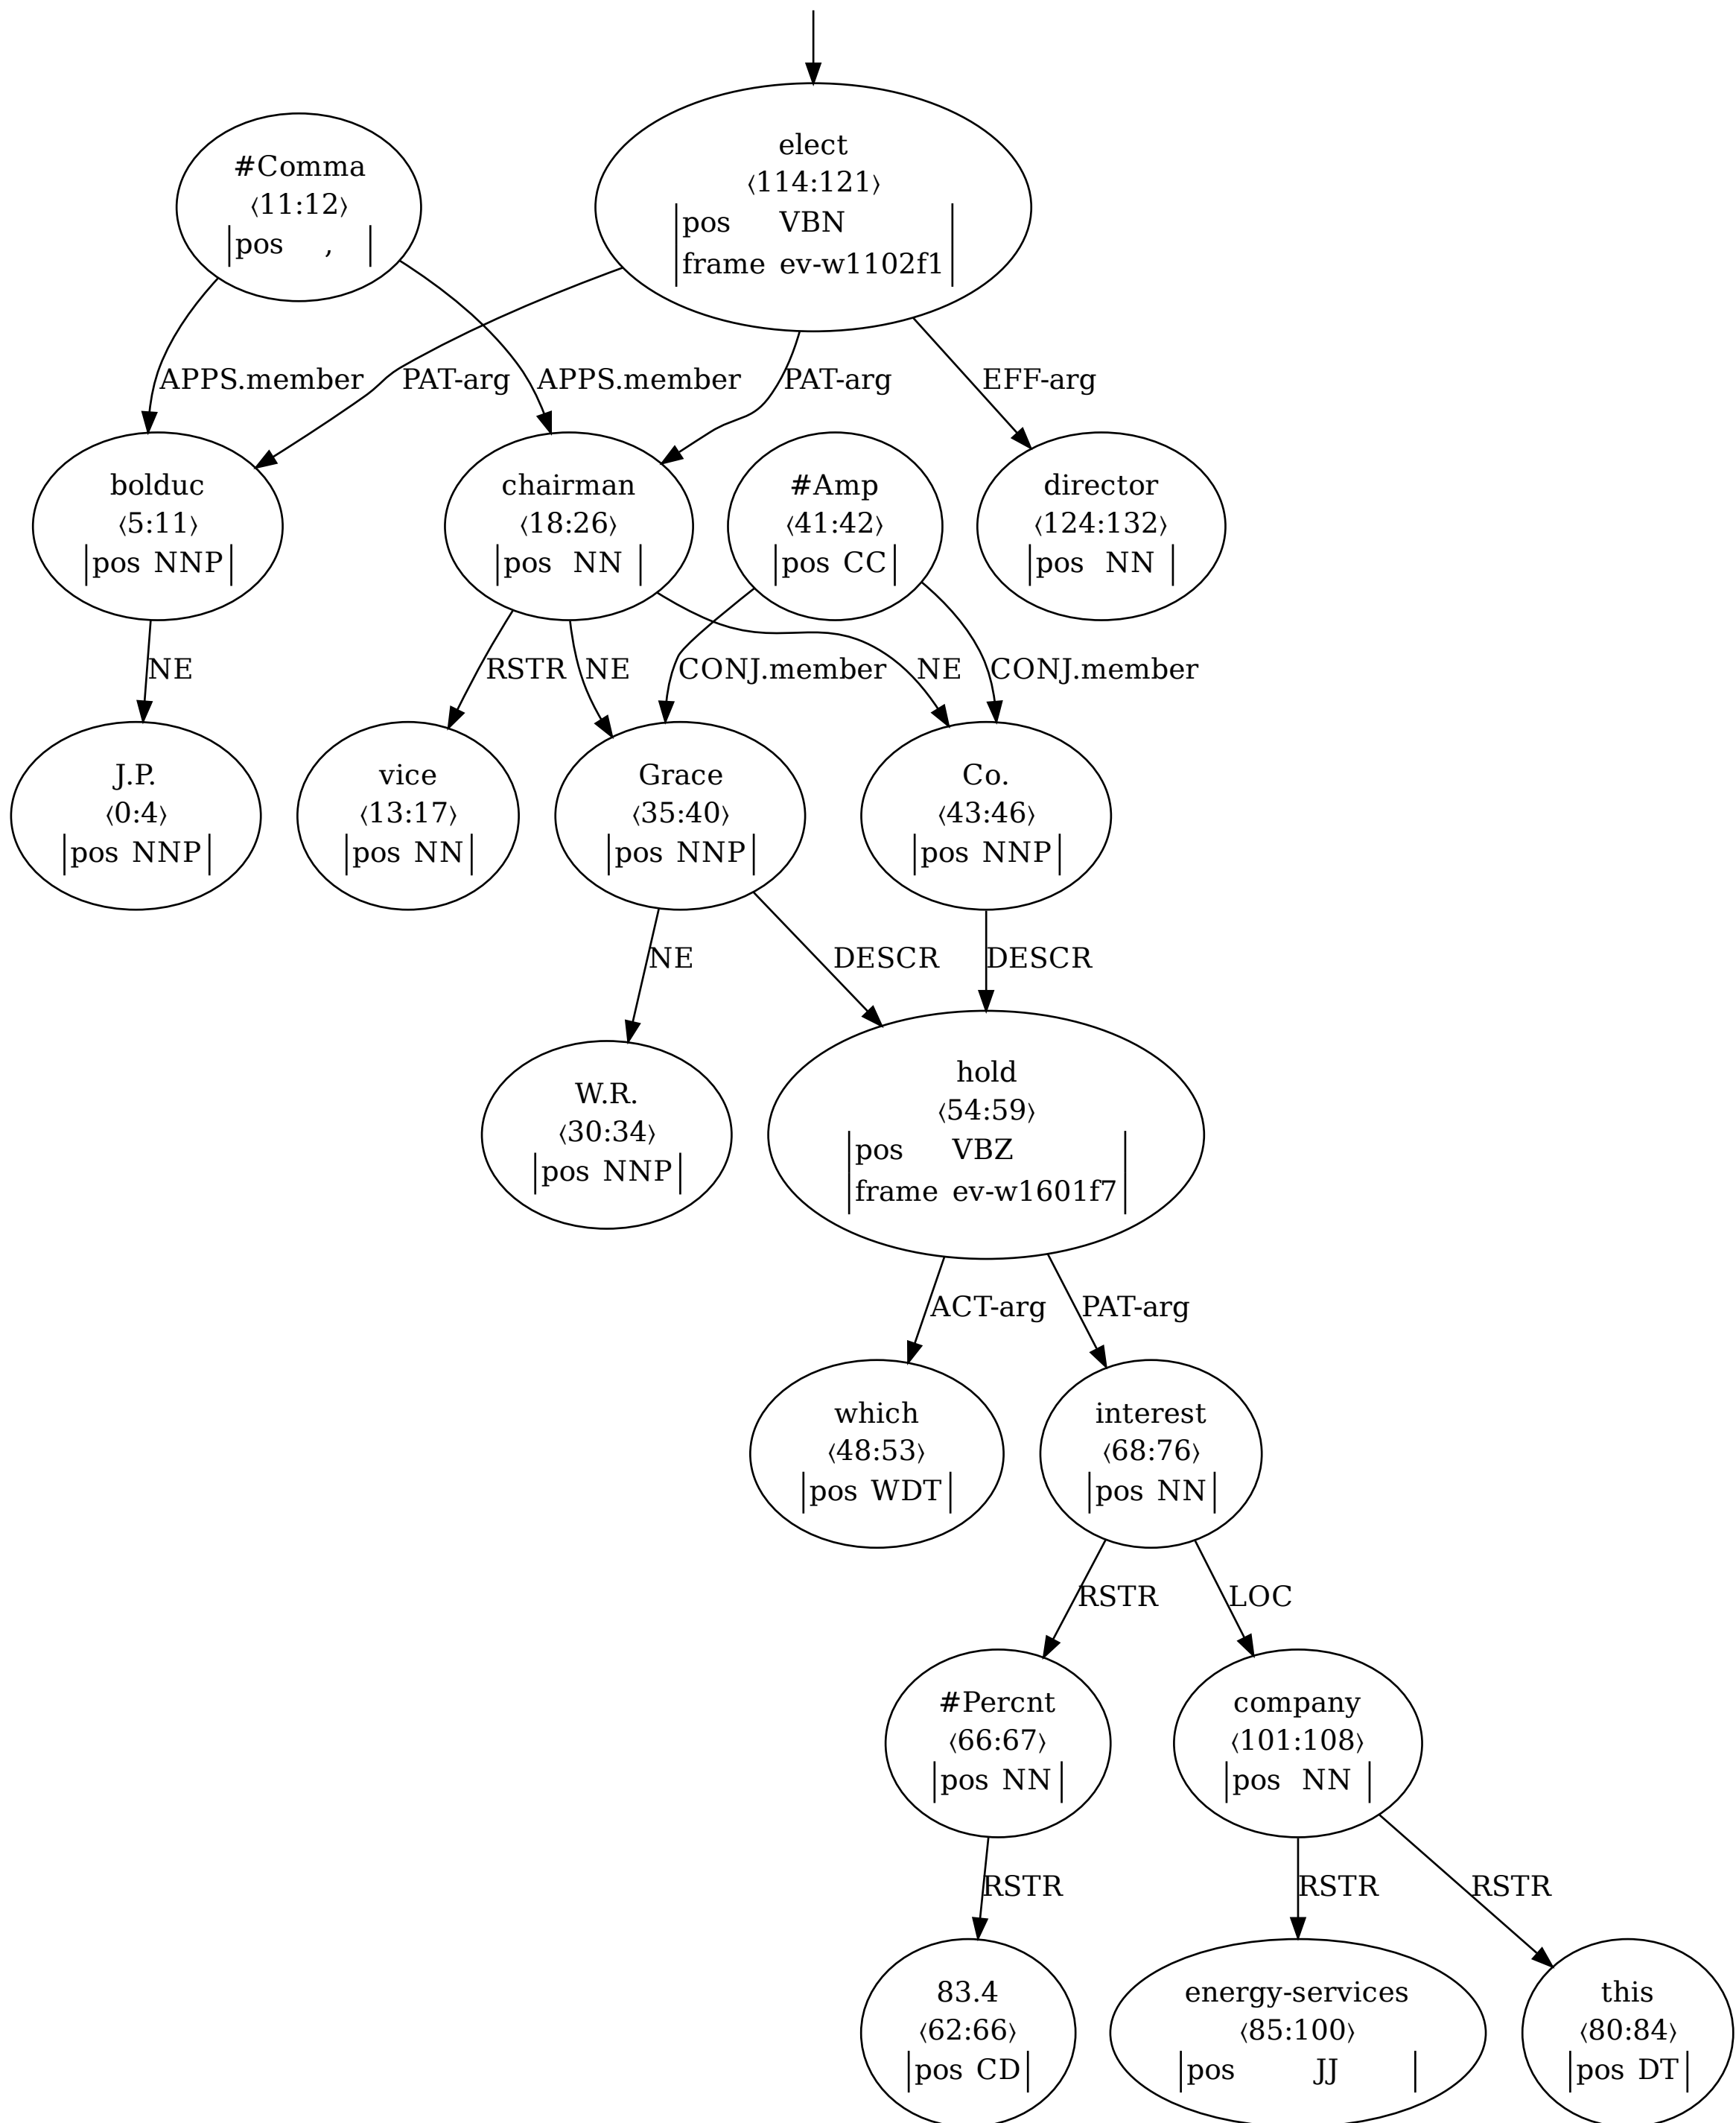 elect
⟨114:121⟩
pos VBN
frame ev-w1102f1
#Comma
⟨11:12⟩
pos ,
APPS.member
PAT-arg
APPS.member
PAT-arg
EFF-arg
bolduc
⟨5:11⟩
pos NNP
chairman
⟨18:26⟩
pos NN
#Amp
⟨41:42⟩
pos CC
director
⟨124:132⟩
pos NN
NE
RSTR
NE
CONJ.member
NE
CONJ.member
J.P.
⟨0:4⟩
pos NNP
vice
⟨13:17⟩
pos NN
Grace
⟨35:40⟩
pos NNP
Co.
⟨43:46⟩
pos NNP
NE
DESCR
DESCR
W.R.
⟨30:34⟩
pos NNP
hold
⟨54:59⟩
pos VBZ
frame ev-w1601f7
ACT-arg
PAT-arg
which
⟨48:53⟩
pos WDT
interest
⟨68:76⟩
pos NN
RSTR
LOC
#Percnt
⟨66:67⟩
pos NN
company
⟨101:108⟩
pos NN
RSTR
RSTR
RSTR
83.4
⟨62:66⟩
pos CD
energy-services
⟨85:100⟩
pos JJ
this
⟨80:84⟩
pos DT